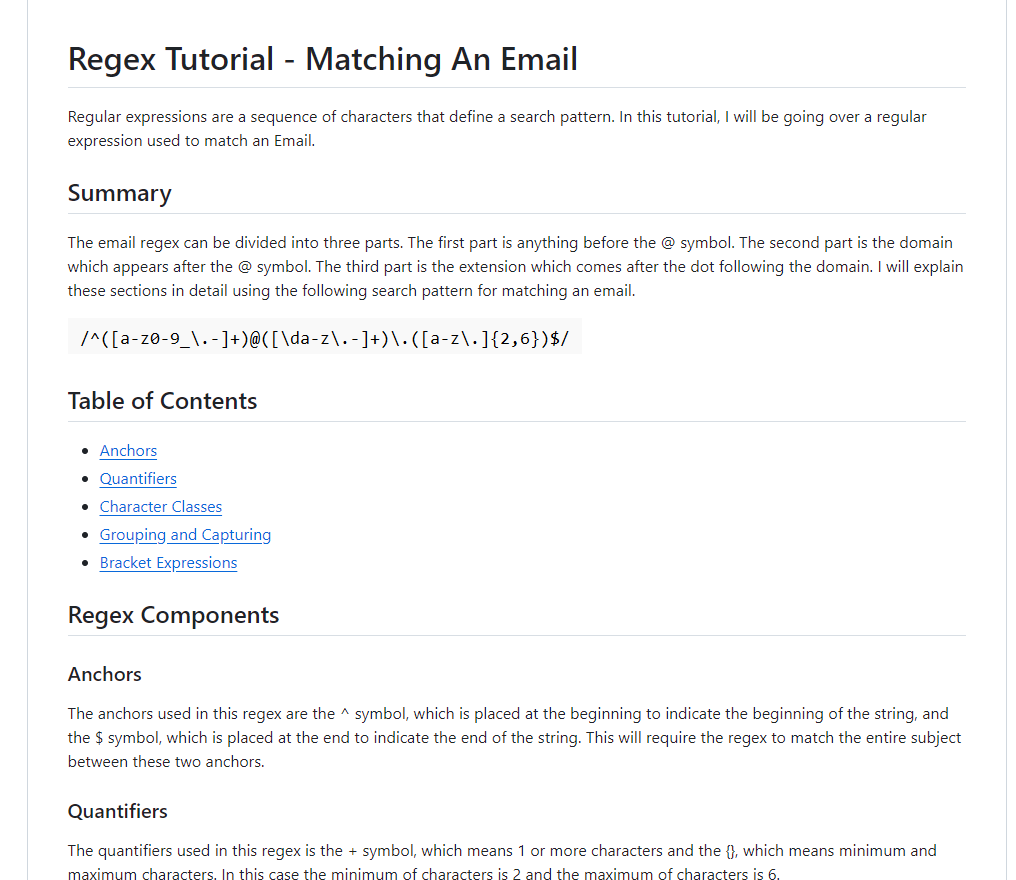 Regex Tutorial - Matching An Email
Regular expressions are a sequence of characters that define a search pattern. In this tutorial, I will be going over a regular
expression used to match an Email.
Summary
The email regex can be divided into three parts. The first part is anything before the @ symbol. The second part is the domain
which appears after the @ symbol. The third part is the extension which comes after the dot following the domain. I will explain
these sections in detail using the following search pattern for matching an email.
/^([a-z0-9_\.-]+)@([\da-z\.-]+)\.([a-z\.]{2,6})$/
Table of Contents
Anchors
Quantifiers
Character Classes
Grouping and Capturing
Bracket Expressions
Regex Components
Anchors
The anchors used in this regex are the ^ symbol, which is placed at the beginning to indicate the beginning of the string, and
the $ symbol, which is placed at the end to indicate the end of the string. This will require the regex to match the entire subject
between these two anchors.
Quantifiers
The quantifiers used in this regex is the + symbol, which means 1 or more characters and the {}, which means minimum and
maximum characters. In this case the minimum of characters is 2 and the maximum of characters is 6.